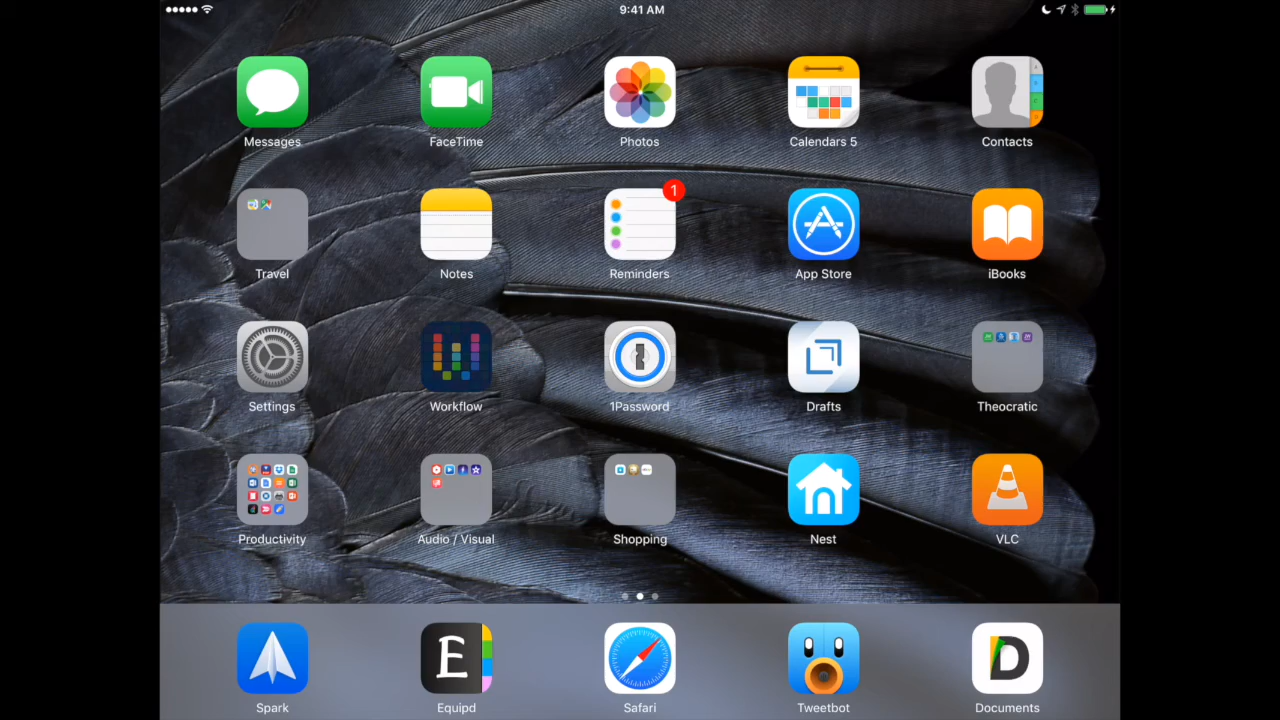 9:41 AM
Messages FaceTime Photos Calendars 5 Contacts
1
Travel Notes Reminders App Store iBooks
Settings Workflow 1Password Drafts Theocratic
Productivity Audio / Visual Shopping Nest VLC
E D
Spark Equipd Safari Tweetbot Documents